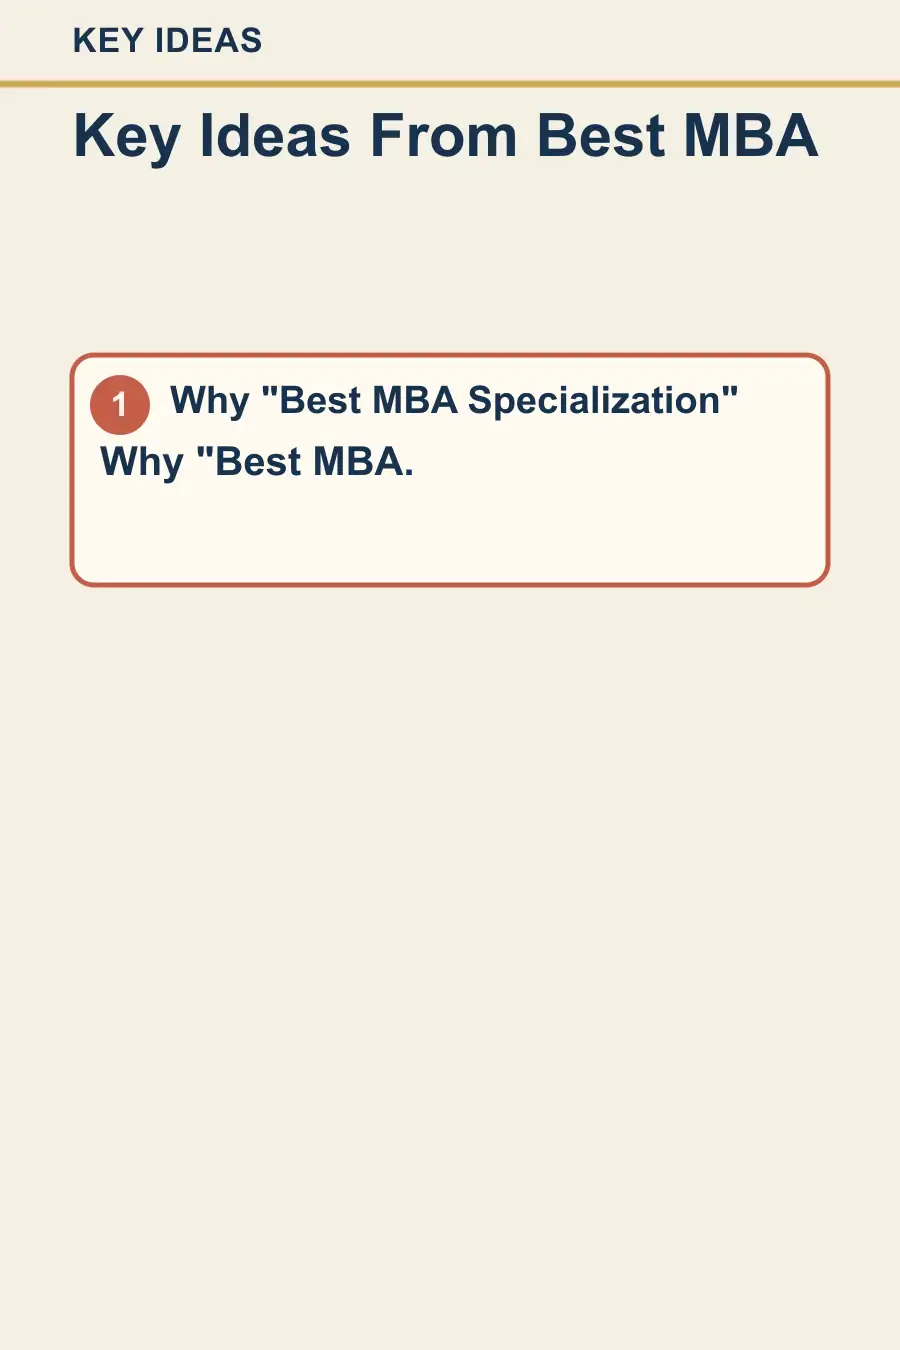 KEY IDEAS
Key Ideas From Best MBA
1 Why "Best MBA Specialization"
Why "Best MBA.